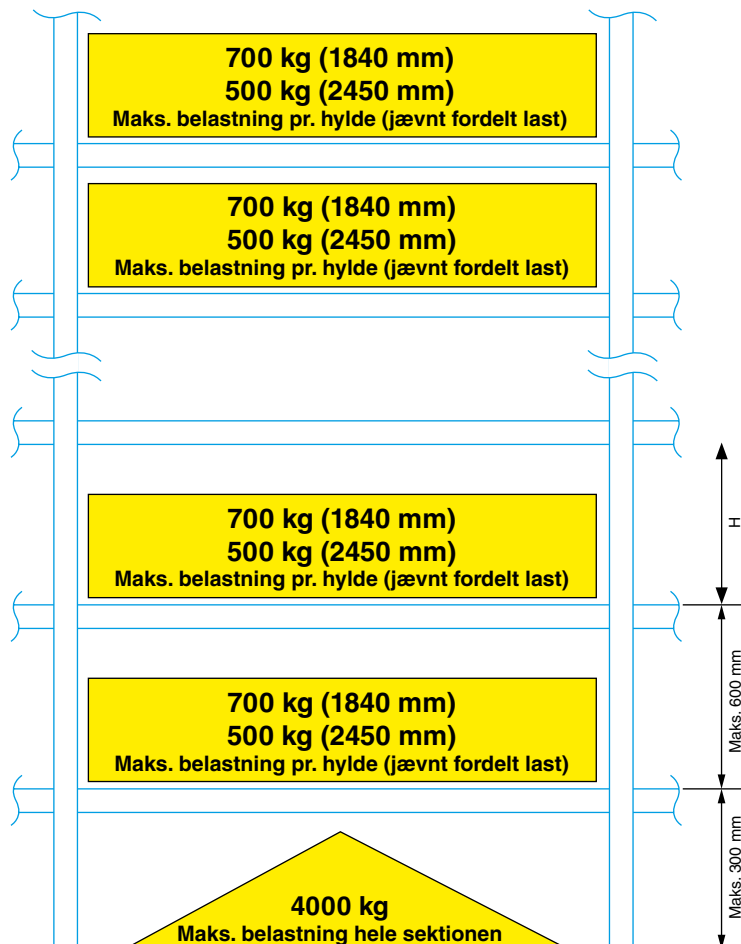 700 kg (1840 mm)
500 kg (2450 mm)
Maks. belastning pr. hylde (jævnt fordelt last)
700 kg (1840 mm)
500 kg (2450 mm)
Maks. belastning pr. hylde (jævnt fordelt last)
H
700 kg (1840 mm)
500 kg (2450 mm)
Maks. belastning pr. hylde (jævnt fordelt last)
Maks. 600 mm
700 kg (1840 mm)
500 kg (2450 mm)
Maks. belastning pr. hylde (jævnt fordelt last)
Maks. 300 mm
4000 kg
Maks. belastning hele sektionen